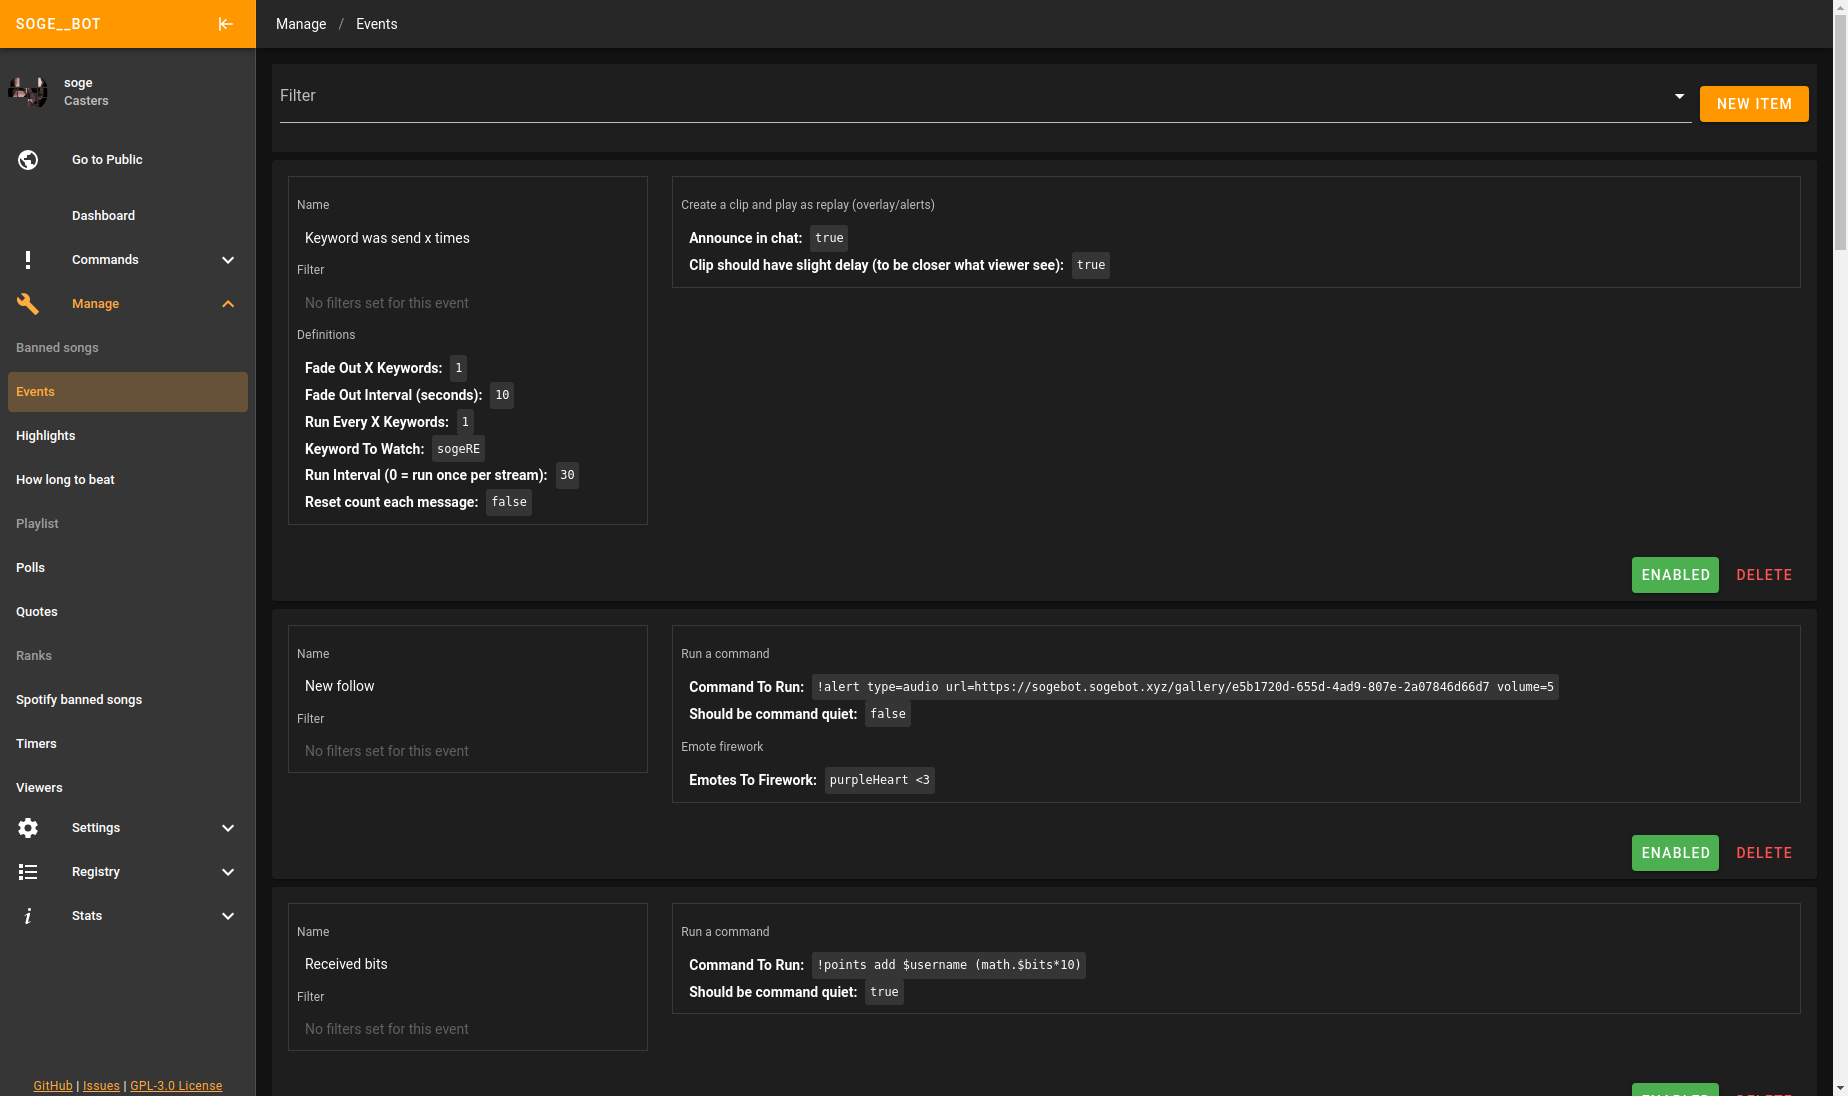 SOGE__BOT
soge
Casters
Go to Public
Dashboard
Commands
Manage
Banned songs
Events
Highlights
How long to beat
Playlist
Polls
Quotes
Ranks
Spotify banned songs
Timers
Viewers
Settings
Registry
Stats
GitHub | Issues | GPL-3.0 License
Manage / Events
Filter
NEW ITEM
Name
Keyword was send x times
Filter
No filters set for this event
Definitions
Fade Out X Keywords: 1
Fade Out Interval (seconds): 10
Run Every X Keywords: 1
Keyword To Watch: sogeRE
Run Interval (0 = run once per stream): 30
Reset count each message: false
Create a clip and play as replay (overlay/alerts)
Announce in chat: true
Clip should have slight delay (to be closer what viewer see): true
ENABLED DELETE
Name
New follow
Filter
No filters set for this event
Run a command
Command To Run: !alert type=audio url=https://sogebot.sogebot.xyz/gallery/e5b1720d-655d-4ad9-807e-2a07846d66d7 volume=5
Should be command quiet: false
Emote firework
Emotes To Firework: purpleHeart <3
ENABLED DELETE
Name
Received bits
Filter
No filters set for this event
Run a command
Command To Run: !points add $username (math.$bits*10)
Should be command quiet: true
ENABLED DELETE